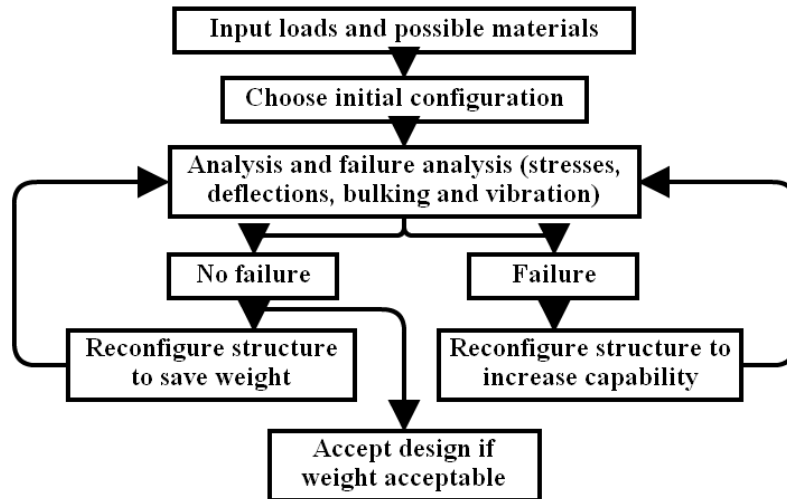 Input loads and possible materials
Choose initial configuration
Analysis and failure analysis (stresses,
deflections, bulking and vibration)
No failure
Failure
Reconfigure structure
to save weight
Reconfigure structure to
increase capability
Accept design if
weight acceptable